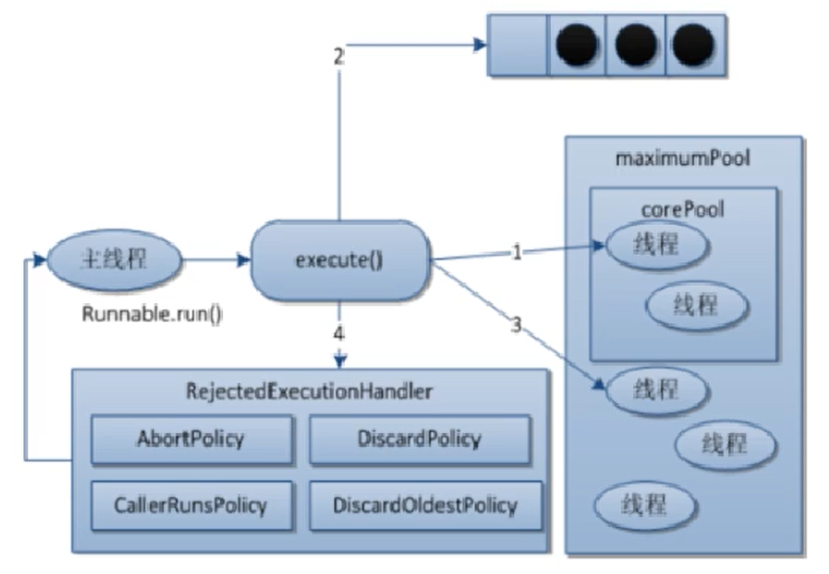 2
maximumPool
corePool
线程
线程
主线程
execute()
1
Runnable.run()
4
3
RejectedExecutionHandler
线程
AbortPolicy
DiscardPolicy
线程
CallerRunsPolicy
DiscardOldestPolicy
线程